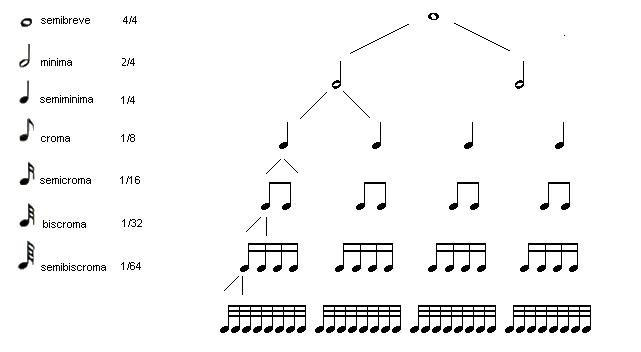 semibreve 4/4
minima 2/4
semiminima 1/4
croma 1/8
semicroma 1/16
biscroma 1/32
semibiscroma 1/64